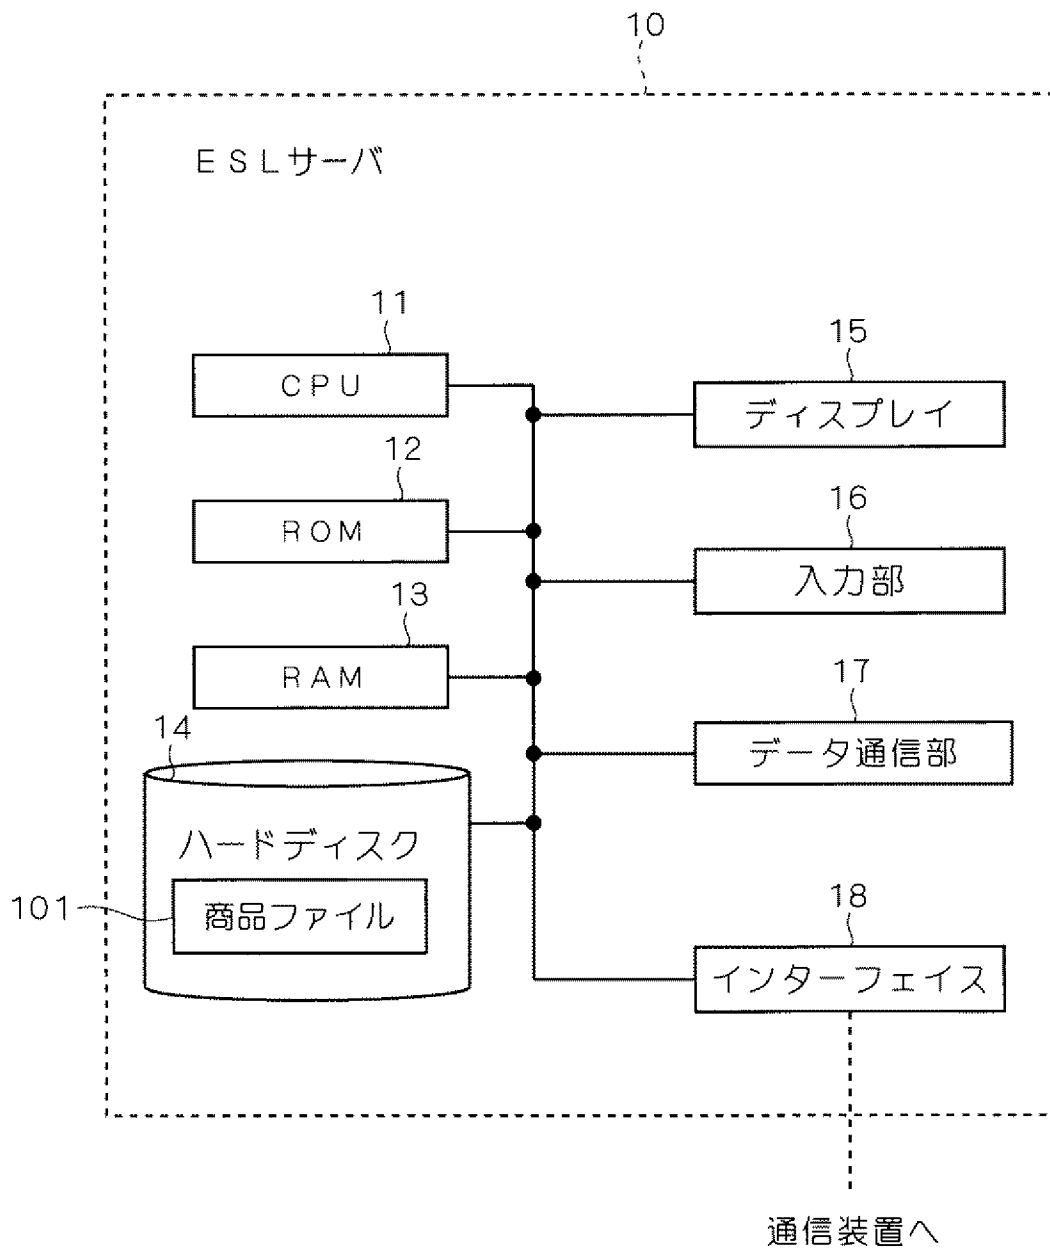 10
ESLサーバ
11
CPU
15
ディスプレイ
12
ROM
16
入力部
13
RAM
17
データ通信部
14
ハードディスク
101
商品ファイル
18
インターフェイス
通信装置へ